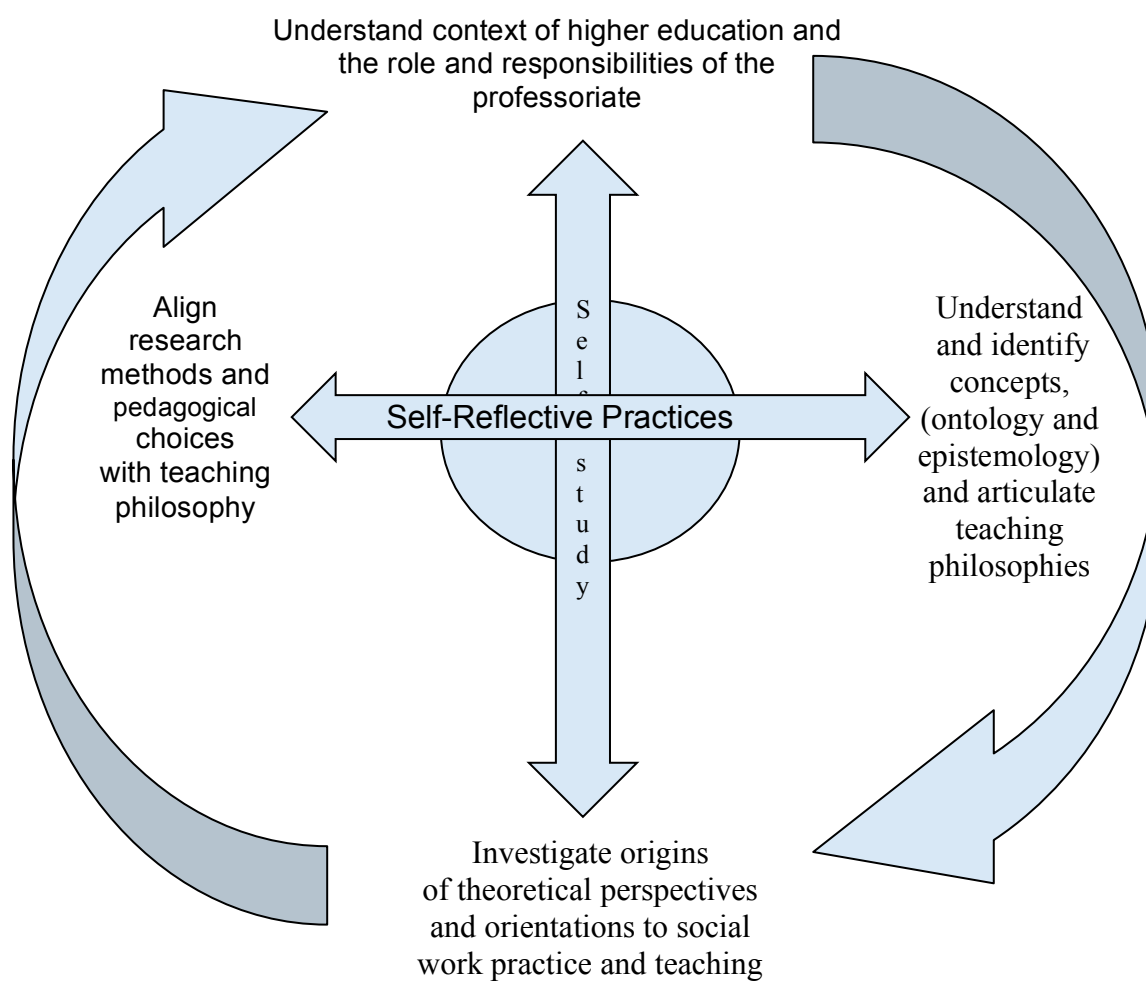 Understand context of higher education and
the role and responsibilities of the
professoriate
Align
research
methods and
pedagogical
choices
with teaching
philosophy
Self-Reflective Practices
Self study
Understand
and identify
concepts,
(ontology and
epistemology)
and articulate
teaching
philosophies
Investigate origins
of theoretical perspectives
and orientations to social
work practice and teaching